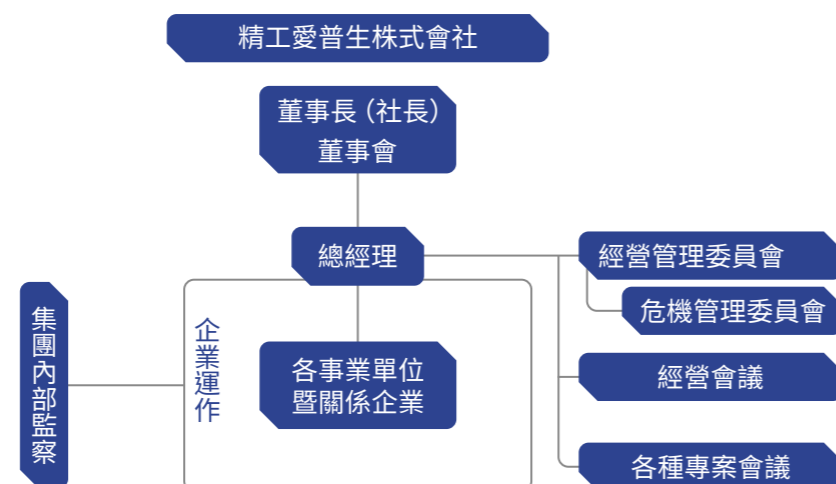 精工愛普生株式會社
董事長（社長）
董事會
總經理
經營管理委員會
危機管理委員會
集團內部監察
企業運作
各事業單位
暨關係企業
經營會議
各種專案會議